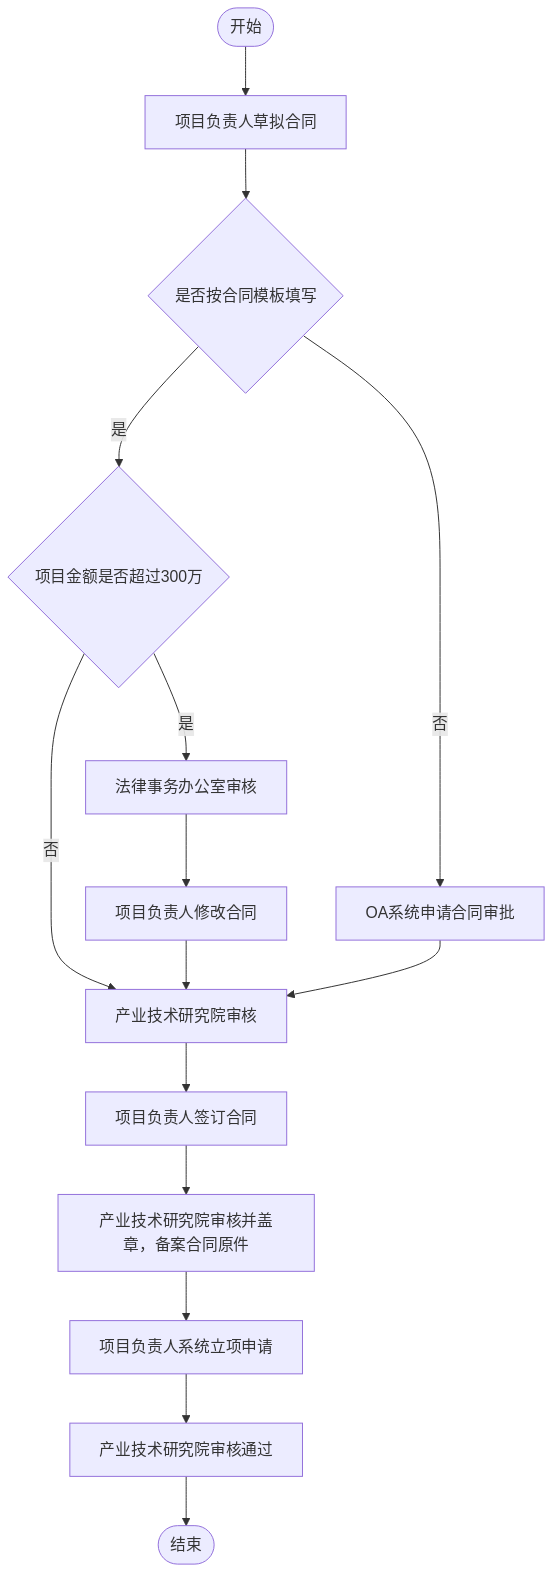 开始
项目负责人草拟合同
是否按合同模板填写
是
项目金额是否超过300万
是
否
法律事务办公室审核
否
项目负责人修改合同
OA系统申请合同审批
产业技术研究院审核
项目负责人签订合同
产业技术研究院审核并盖
章，备案合同原件
项目负责人系统立项申请
产业技术研究院审核通过
结束